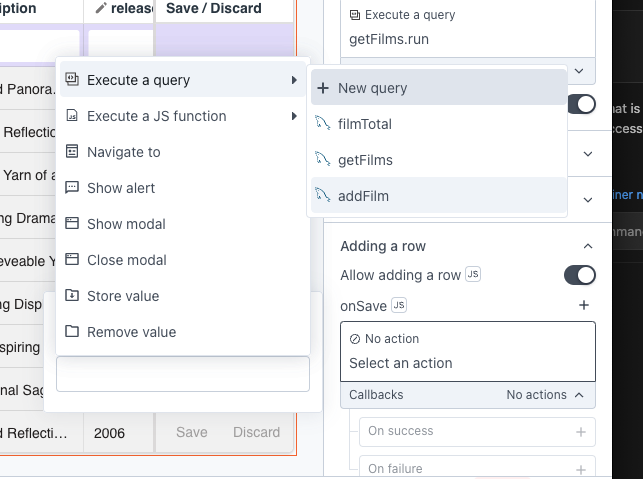 iption
releas
Save / Discard
d Panora...
Reflectio
Yarn of a
ng Drama
eveable Y
ng Disp
spiring
nal Sag
d Reflecti...
2006
Save
Discard
Execute a query
Execute a JS function
Navigate to
Show alert
Show modal
Close modal
Store value
Remove value
New query
filmTotal
getFilms
addFilm
Execute a query
getFilms.run
Adding a row
Allow adding a row JS
onSave JS
No action
Select an action
Callbacks
No actions
On success
On failure
hat is
ccess
iner n
mman